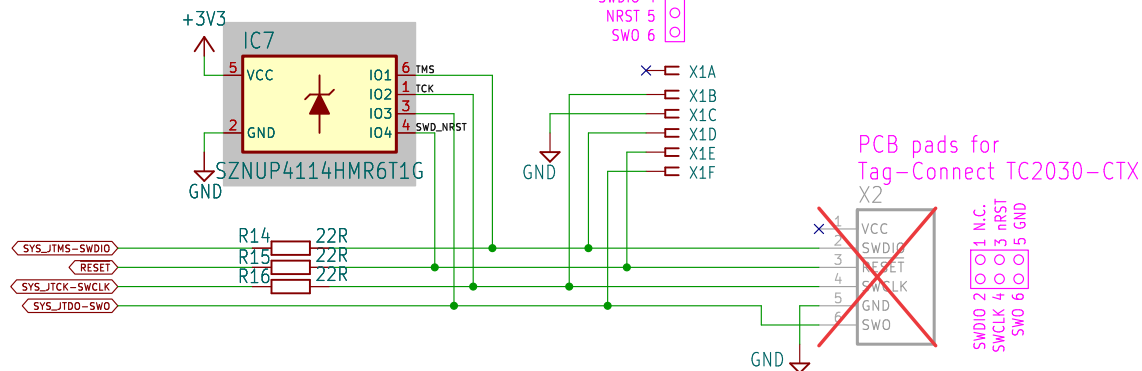 NRST 5
SWO 6
+3V3
IC7
5 VCC IO1 6 TMS
IO2 1 TCK
IO3 3
2 GND IO4 4 SWD_NRST
SZNUP4114HMR6T1G
GND
X1A
X1B
X1C
X1D
X1E
X1F
GND
PCB pads for
Tag-Connect TC2030-CTX
X2
1 VCC
2 SWDIO
3 RESET
4 SWCLK
5 GND
6 SWO
GND
1 N.C.
3 nRST
5 GND
SWDIO 2
SWCLK 4
SWO 6
SYS_JTMS-SWDIO
R14 22R
RESET
R15 22R
SYS_JTCK-SWCLK
R16 22R
SYS_JTDO-SWO